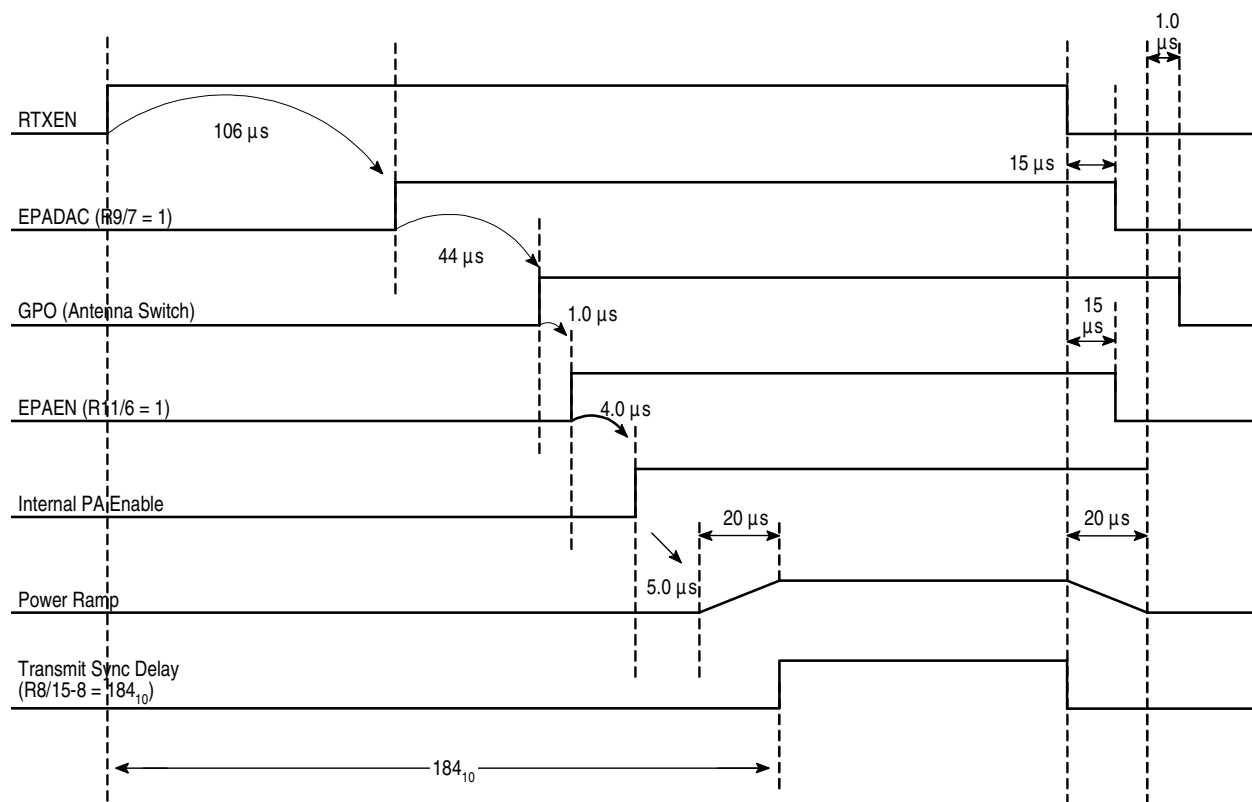 1.0
µs
RTXEN
106 µs
15 µs
EPADAC (R9/7 = 1)
44 µs
GPO (Antenna Switch)
1.0 µs
15
µs
EPAEN (R11/6 = 1)
4.0 µs
Internal PA Enable
20 µs
20 µs
5.0 µs
Power Ramp
Transmit Sync Delay
(R8/15-8 = 184₁₀)
184₁₀